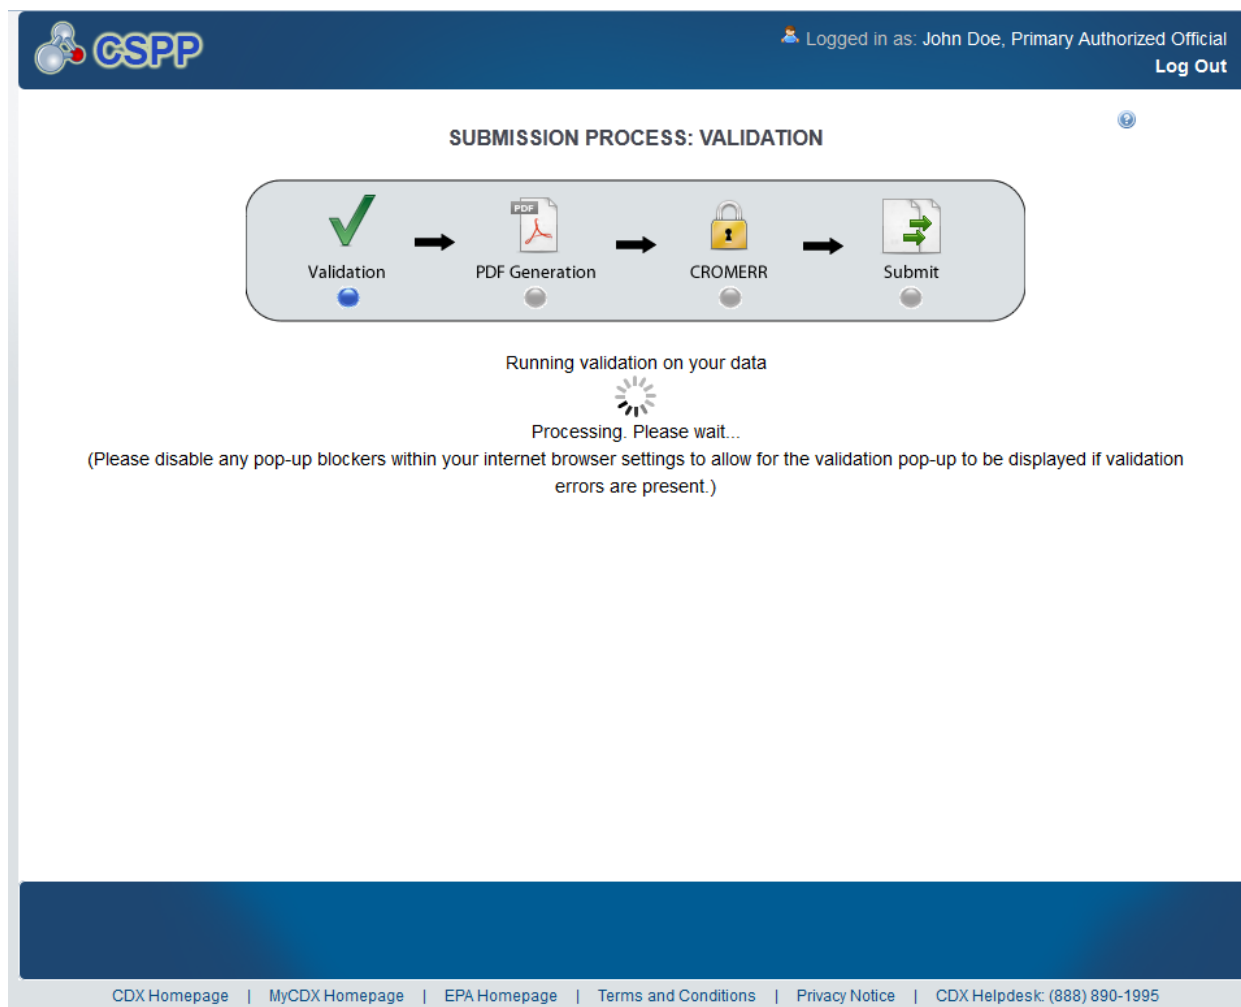 CSPP
Logged in as: John Doe, Primary Authorized Official
Log Out
SUBMISSION PROCESS: VALIDATION
PDF
Validation
PDF Generation
CROMERR
Submit
Running validation on your data
Processing. Please wait...
(Please disable any pop-up blockers within your internet browser settings to allow for the validation pop-up to be displayed if validation
errors are present.)
CDX Homepage | MyCDX Homepage | EPA Homepage | Terms and Conditions | Privacy Notice | CDX Helpdesk: (888) 890-1995